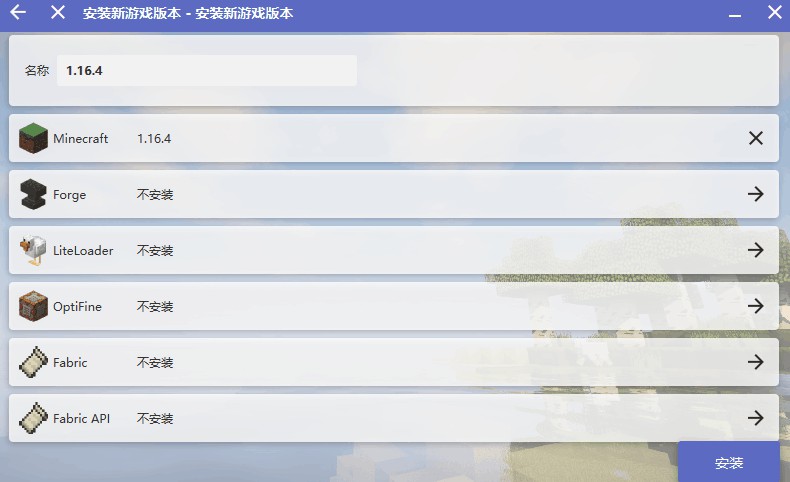 安装新游戏版本 - 安装新游戏版本
名称 1.16.4
Minecraft 1.16.4
Forge 不安装
LiteLoader 不安装
OptiFine 不安装
Fabric 不安装
Fabric API 不安装
安装